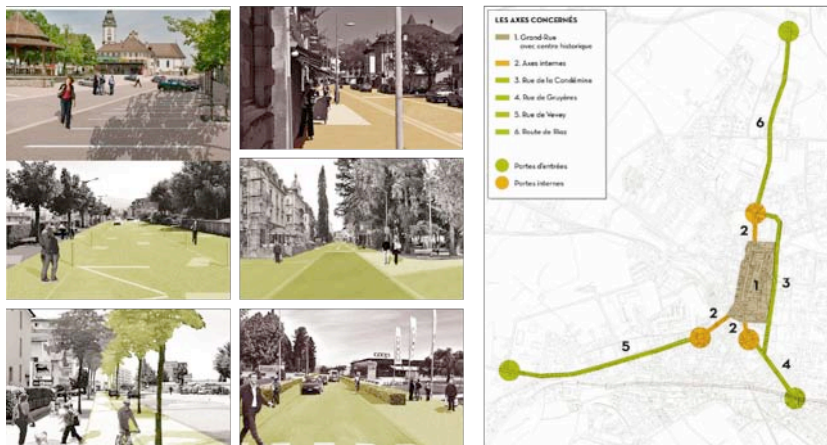 LES AXES CONCERNÉS
1. Grand-Rue
avec centre historique
2. Axes internes
3. Rue de la Condémine
4. Rue de Gruyères
5. Rue de Vevey
6. Route de Riaz
Portes d'entrées
Portes internes
6
2
3
1
2
2
5
4
coop